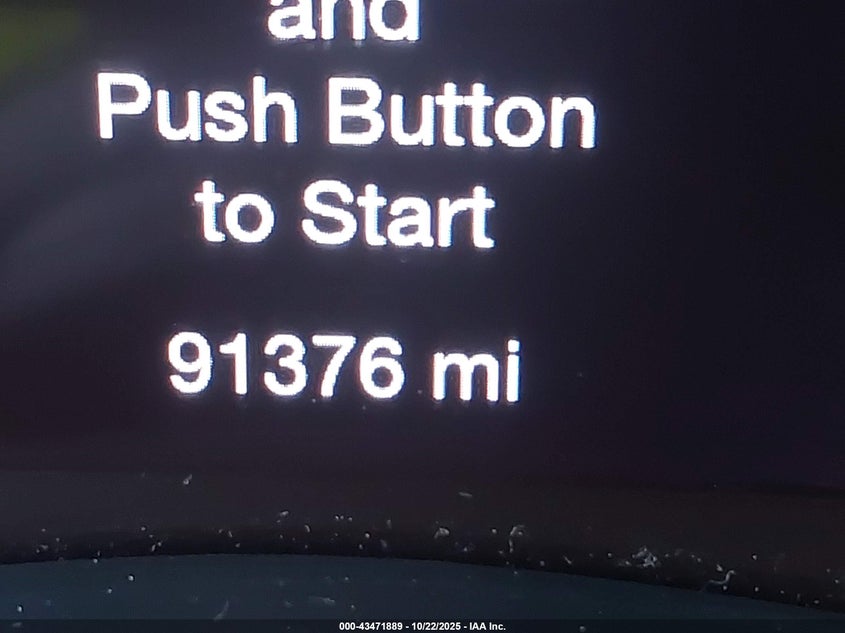 and
Push Button
to Start
91376 mi
000-43471889 - 10/22/2025 - IAA Inc.